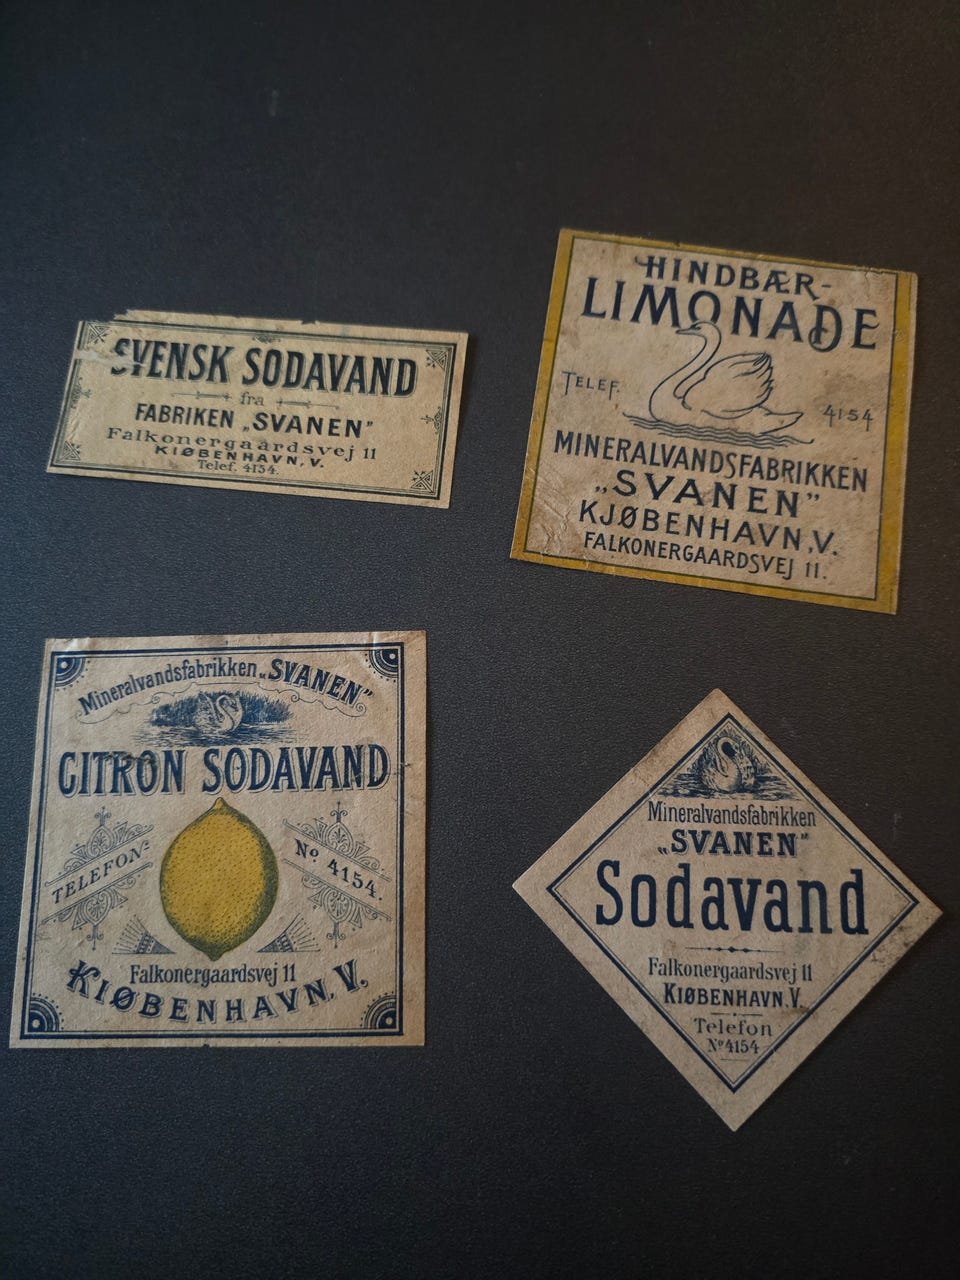 SVENSK SODAVAND
fra
FABRIKEN „SVANEN”
Falkonergaardsvej 11
KIØBENHAVN, V.
Telef. 4154.
HINDBÆR-
LIMONADE
TELEF. 4154
MINERALVANDSFABRIKKEN
„SVANEN”
KJØBENHAVN, V.
FALKONERGAARDSVEJ 11.
Mineralvandsfabrikken „SVANEN”
CITRON SODAVAND
TELEFON: No. 4154.
Falkonergaardsvej 11
KIØBENHAVN, V.
Mineralvandsfabrikken
„SVANEN”
Sodavand
Falkonergaardsvej 11
KIØBENHAVN, V.
Telefon
No 4154